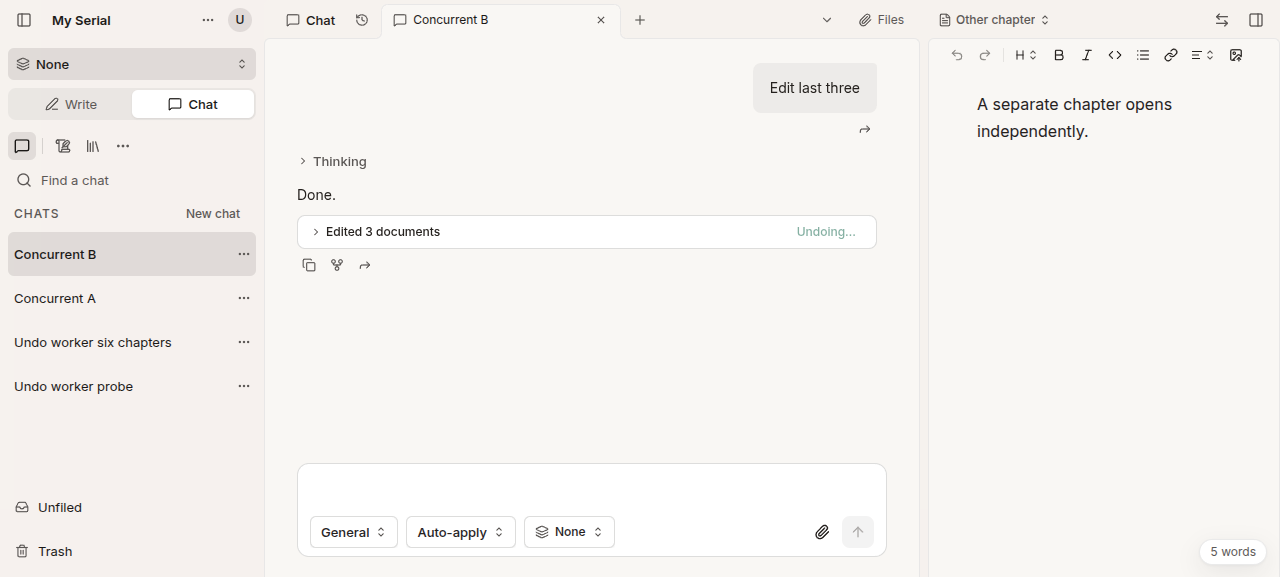 My Serial
U
None
Write
Chat
Find a chat
CHATS
New chat
Concurrent B
Concurrent A
Undo worker six chapters
Undo worker probe
Unfiled
Trash
Chat
Concurrent B
Files
Edit last three
Thinking
Done.
Edited 3 documents
Undoing...
General
Auto-apply
None
Other chapter
H
B
I
A separate chapter opens
independently.
5 words